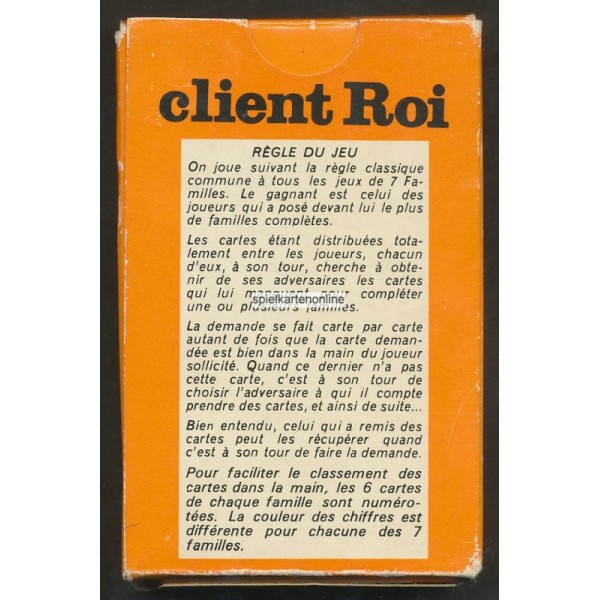 client Roi
RÈGLE DU JEU
On joue suivant la règle classique
commune à tous les jeux de 7 Fa-
milles. Le gagnant est celui des
joueurs qui a posé devant lui le plus
de familles complètes.
Les cartes étant distribuées tota-
lement entre les joueurs, chacun
d'eux, à son tour, cherche à obte-
nir de ses adversaires les cartes
qui lui manquent pour compléter
spielkartenonline
une ou plusieurs familles.
La demande se fait carte par carte
autant de fois que la carte deman-
dée est bien dans la main du joueur
sollicité. Quand ce dernier n'a pas
cette carte, c'est à son tour de
choisir l'adversaire à qui il compte
prendre des cartes, et ainsi de suite...
Bien entendu, celui qui a remis des
cartes peut les récupérer quand
c'est à son tour de faire la demande.
Pour faciliter le classement des
cartes dans la main, les 6 cartes
de chaque famille sont numéro-
tées. La couleur des chiffres est
différente pour chacune des 7
familles.